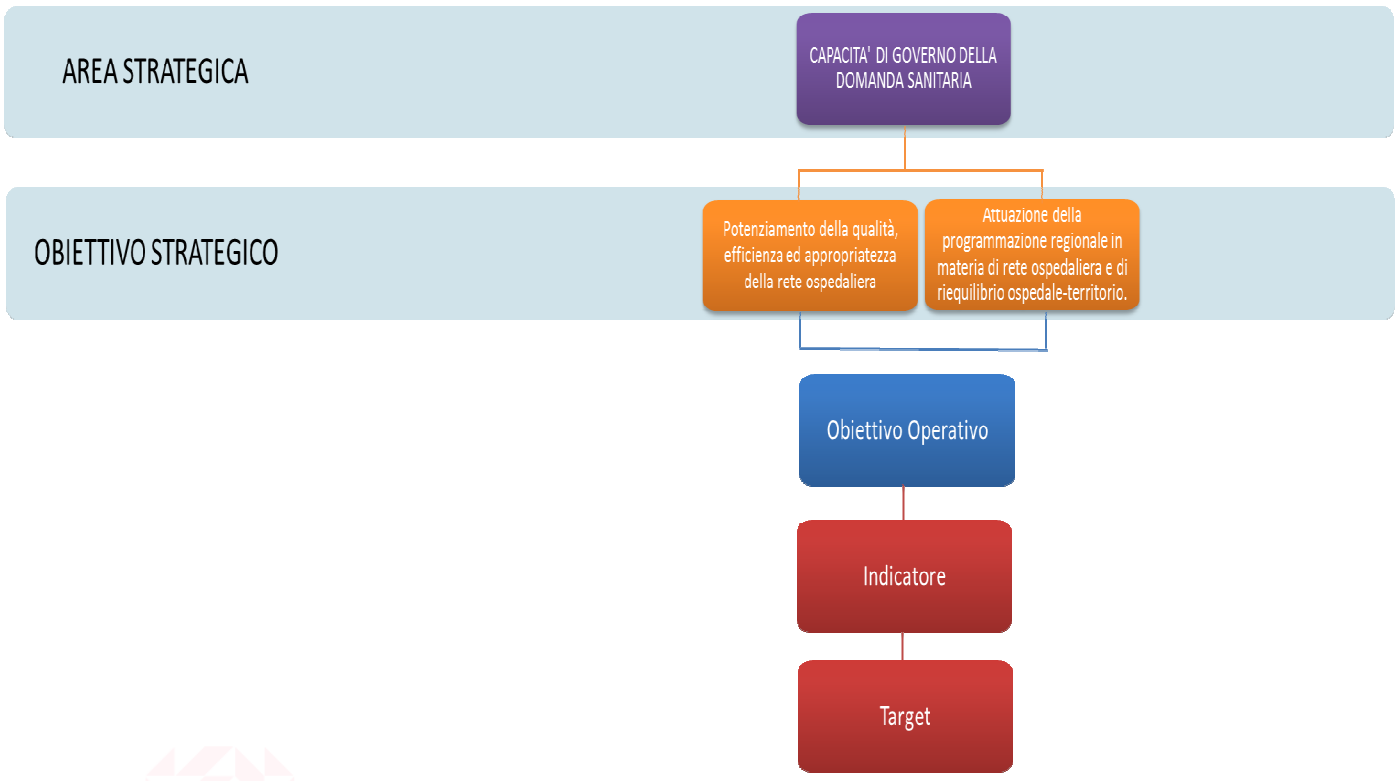 AREA STRATEGICA
CAPACITA' DI GOVERNO DELLA
DOMANDA SANITARIA
OBIETTIVO STRATEGICO
Potenziamento della qualità,
efficienza ed appropriatezza
della rete ospedaliera
Attuazione della
programmazione regionale in
materia di rete ospedaliera e di
riequilibrio ospedale-territorio.
Obiettivo Operativo
Indicatore
Target